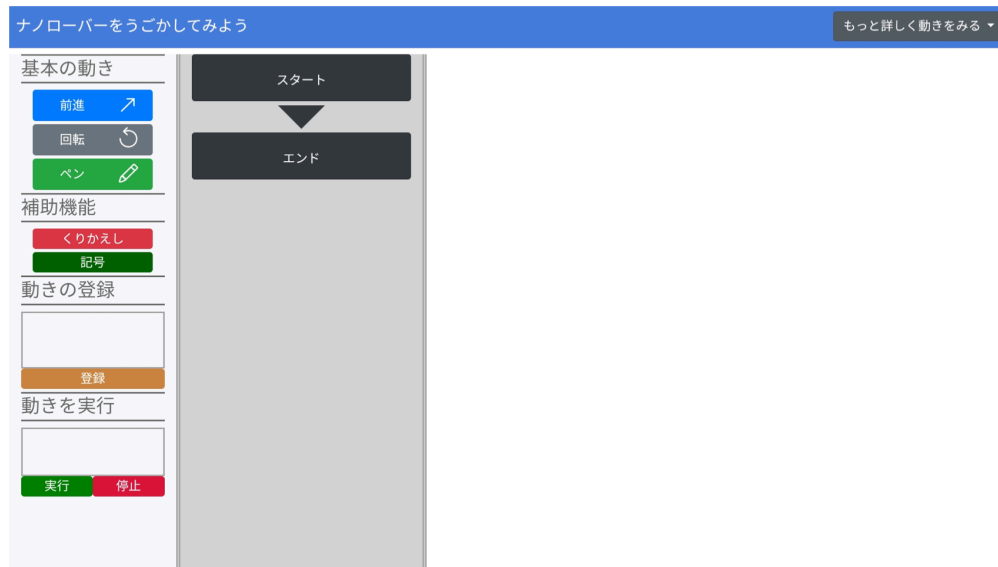 ナノローバーをうごかしてみよう
もっと詳しく動きをみる
基本の動き
前進
回転
ペン
補助機能
くりかえし
記号
動きの登録
登録
動きを実行
実行
停止
スタート
エンド